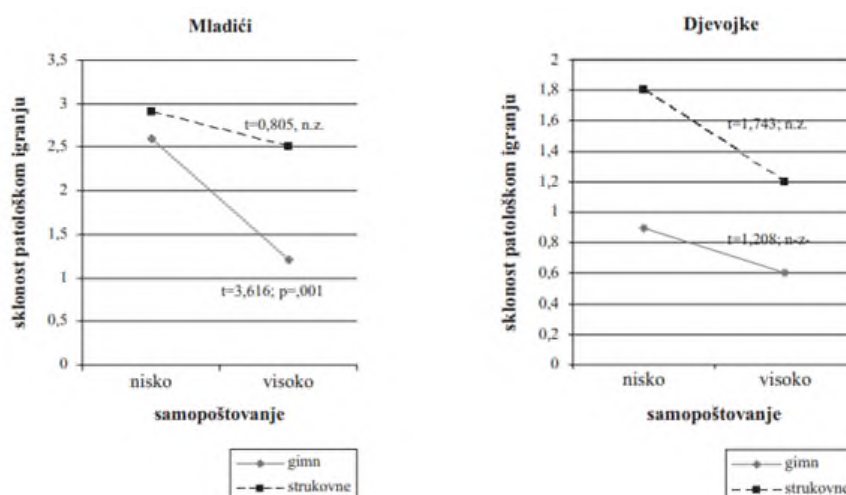 Mladići
sklonost patološkom igranju
3,5
3
2,5
2
1,5
1
0,5
0
t=0,805, n.z.
t=3,616; p=,001
nisko
visoko
samopoštovanje
gimn
strukovne
Djevojke
sklonost patološkom igranju
2
1,8
1,6
1,4
1,2
1
0,8
0,6
0,4
0,2
0
t=1,743; n.z.
t=1,208; n-z-
nisko
visoko
samopoštovanje
gimn
strukovne